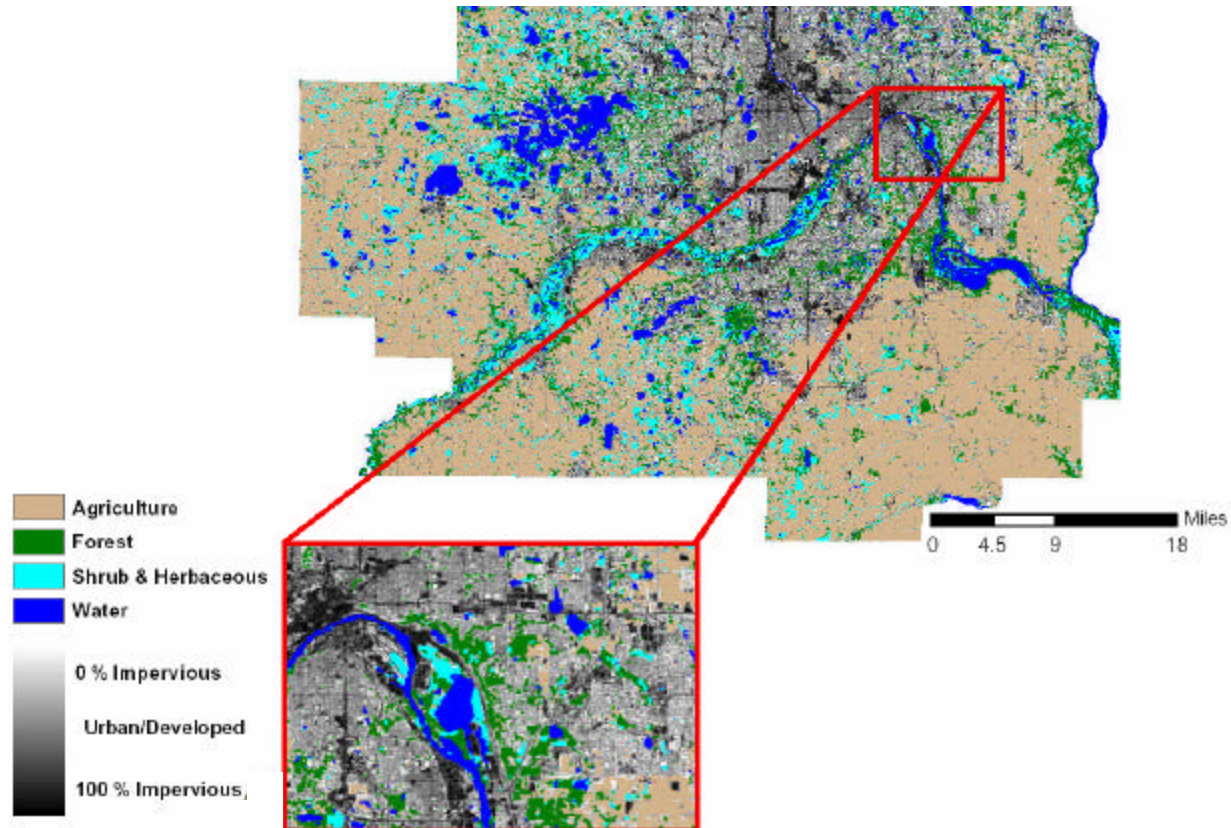 Agriculture
Forest
Shrub & Herbaceous
Water
0 % Impervious
Urban/Developed
100 % Impervious
Miles
0 4.5 9 18